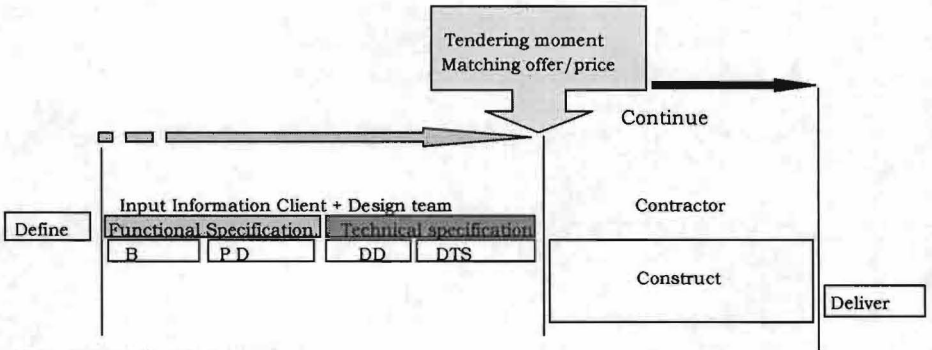 Tendering moment
Matching offer/price
Continue
Input Information Client + Design team
Contractor
Define
Functional Specification.
Technical specification
B
P D
DD
DTS
Construct
Deliver